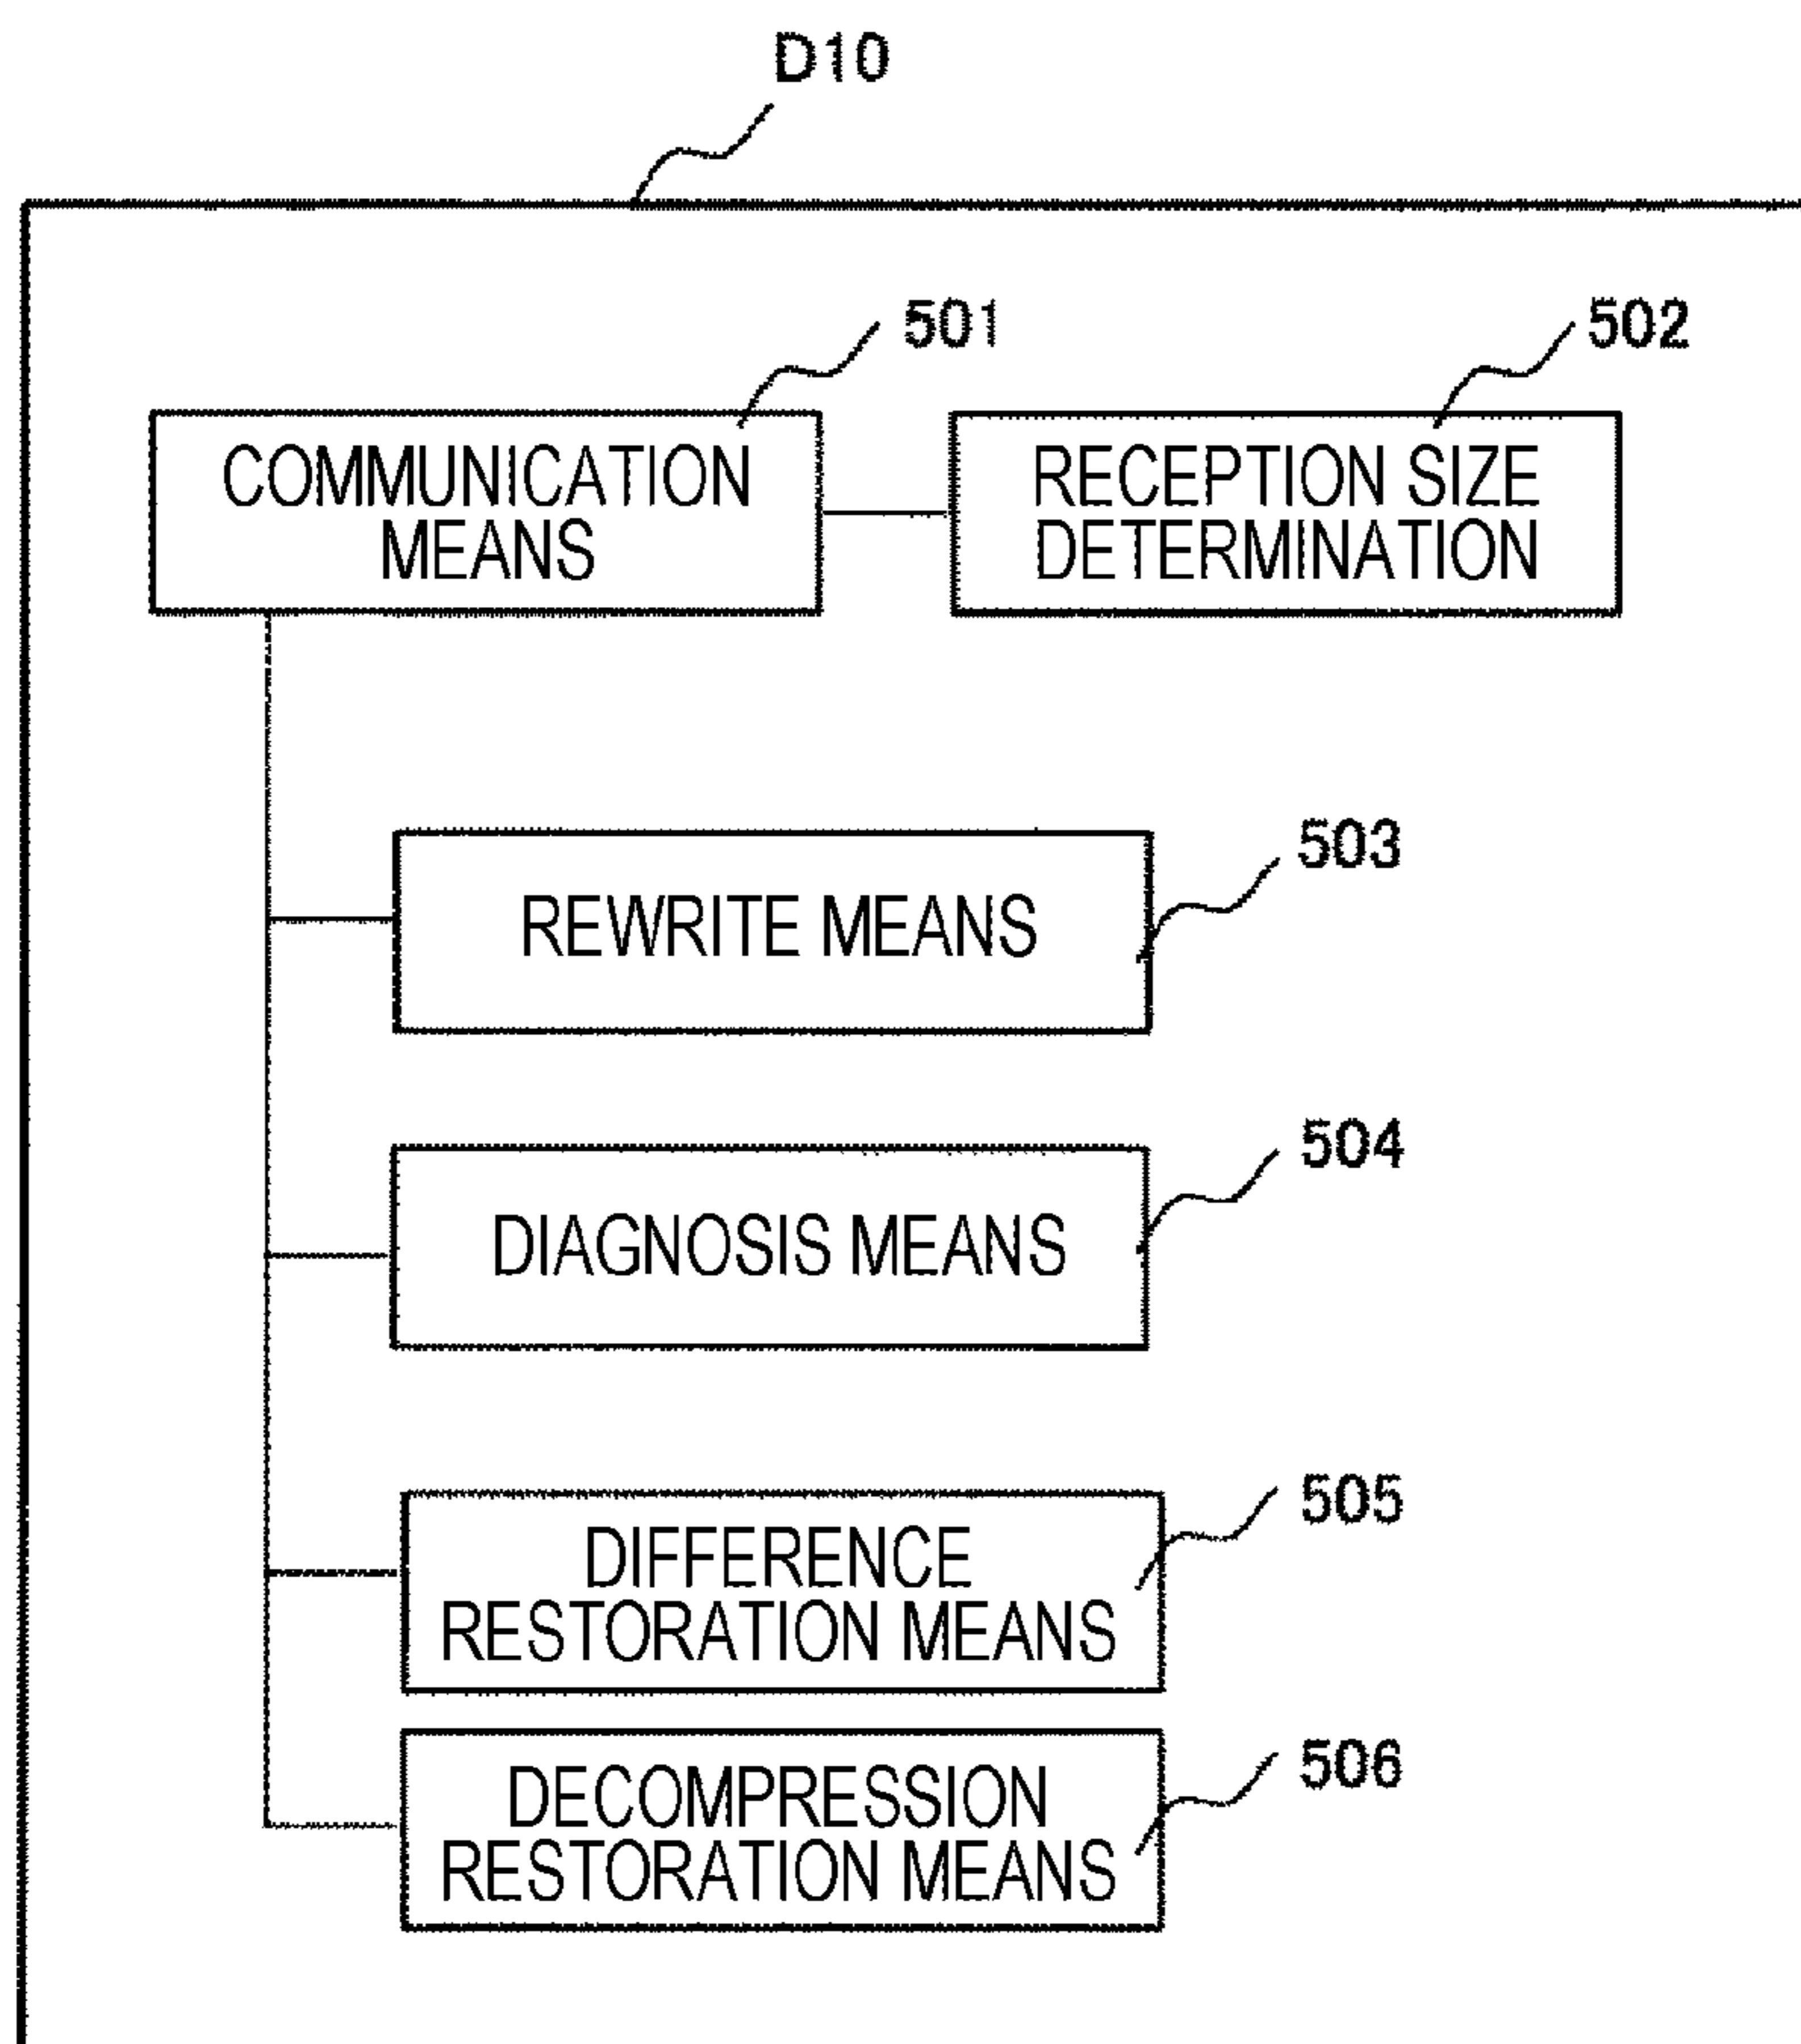 D10
501
502
COMMUNICATION
MEANS
RECEPTION SIZE
DETERMINATION
503
REWRITE MEANS
504
DIAGNOSIS MEANS
505
DIFFERENCE
RESTORATION MEANS
506
DECOMPRESSION
RESTORATION MEANS